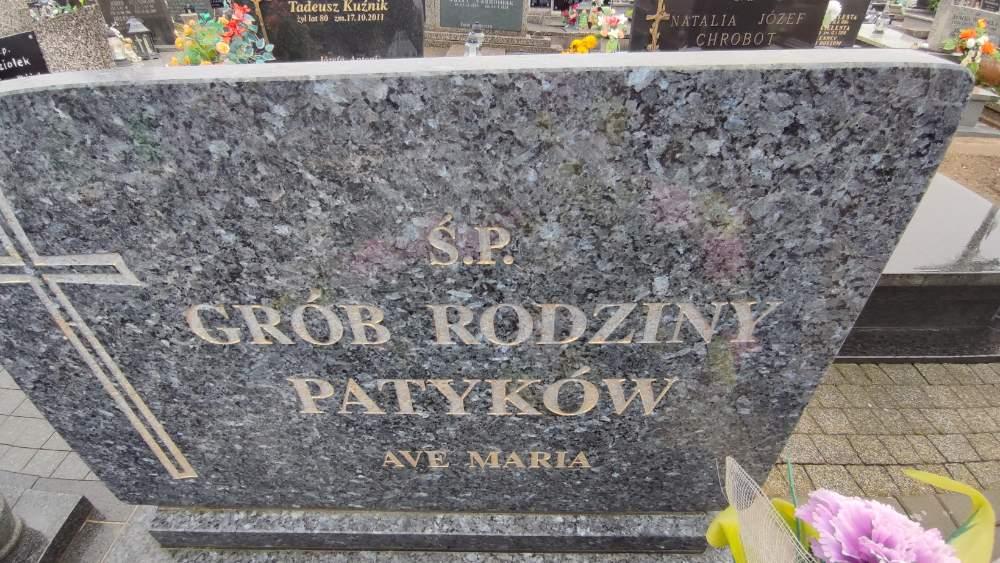 Tadeusz Kuźnik
żył lat 80 zm.17.10.2011
NATALIA JÓZEF
CHROBOT
Ś.P.
GRÓB RODZINY
PATYKÓW
AVE MARIA